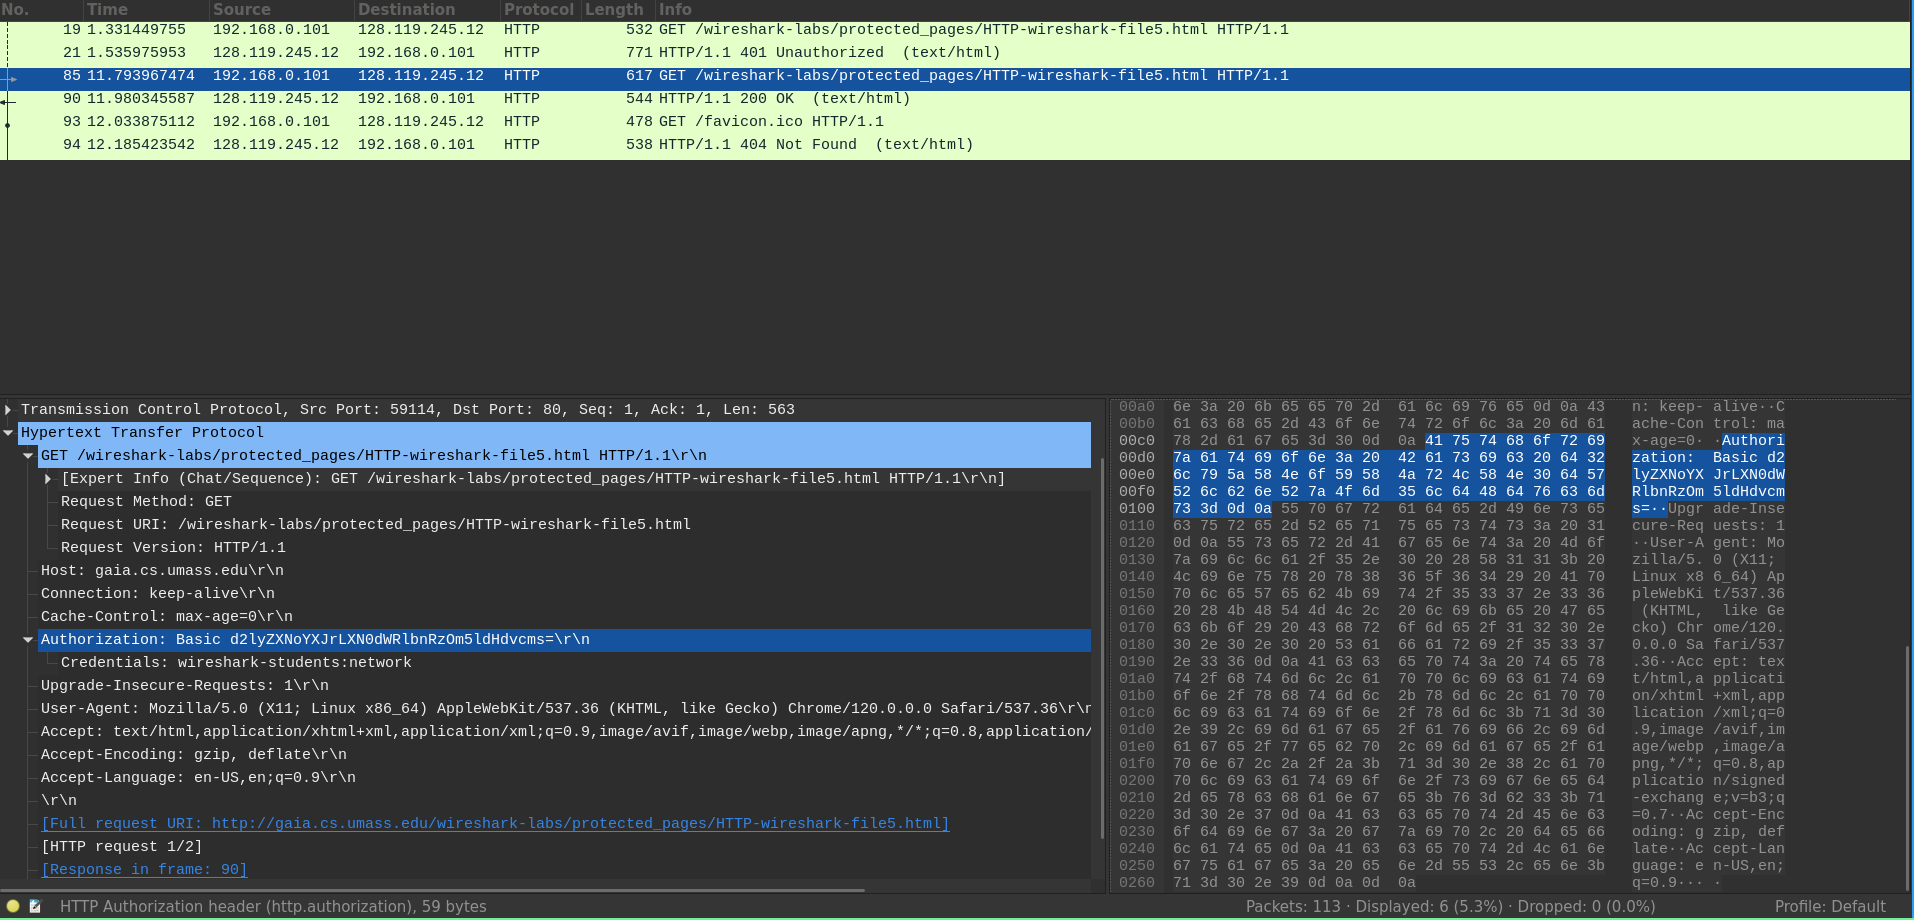 No. Time Source Destination Protocol Length Info
19 1.331449755 192.168.0.101 128.119.245.12 HTTP 532 GET /wireshark-labs/protected_pages/HTTP-wireshark-file5.html HTTP/1.1
21 1.535975953 128.119.245.12 192.168.0.101 HTTP 771 HTTP/1.1 401 Unauthorized  (text/html)
85 11.793967474 192.168.0.101 128.119.245.12 HTTP 617 GET /wireshark-labs/protected_pages/HTTP-wireshark-file5.html HTTP/1.1
90 11.980345587 128.119.245.12 192.168.0.101 HTTP 544 HTTP/1.1 200 OK  (text/html)
93 12.033875112 192.168.0.101 128.119.245.12 HTTP 478 GET /favicon.ico HTTP/1.1
94 12.185423542 128.119.245.12 192.168.0.101 HTTP 538 HTTP/1.1 404 Not Found  (text/html)
Transmission Control Protocol, Src Port: 59114, Dst Port: 80, Seq: 1, Ack: 1, Len: 563
Hypertext Transfer Protocol
GET /wireshark-labs/protected_pages/HTTP-wireshark-file5.html HTTP/1.1\r\n
[Expert Info (Chat/Sequence): GET /wireshark-labs/protected_pages/HTTP-wireshark-file5.html HTTP/1.1\r\n]
Request Method: GET
Request URI: /wireshark-labs/protected_pages/HTTP-wireshark-file5.html
Request Version: HTTP/1.1
Host: gaia.cs.umass.edu\r\n
Connection: keep-alive\r\n
Cache-Control: max-age=0\r\n
Authorization: Basic d2lyZXNoYXJrLXN0dWRlbnRzOm5ldHdvcms=\r\n
Credentials: wireshark-students:network
Upgrade-Insecure-Requests: 1\r\n
User-Agent: Mozilla/5.0 (X11; Linux x86_64) AppleWebKit/537.36 (KHTML, like Gecko) Chrome/120.0.0.0 Safari/537.36\r\n
Accept: text/html,application/xhtml+xml,application/xml;q=0.9,image/avif,image/webp,image/apng,*/*;q=0.8,application/
Accept-Encoding: gzip, deflate\r\n
Accept-Language: en-US,en;q=0.9\r\n
\r\n
[Full request URI: http://gaia.cs.umass.edu/wireshark-labs/protected_pages/HTTP-wireshark-file5.html]
[HTTP request 1/2]
[Response in frame: 90]
00a0 6e 3a 20 6b 65 65 70 2d 61 6c 69 76 65 0d 0a 43 n: keep- alive··C
00b0 61 63 68 65 2d 43 6f 6e 74 72 6f 6c 3a 20 6d 61 ache-Con trol: ma
00c0 78 2d 61 67 65 3d 30 0d 0a 41 75 74 68 6f 72 69 x-age=0· ·Authori
00d0 7a 61 74 69 6f 6e 3a 20 42 61 73 69 63 20 64 32 zation:  Basic d2
00e0 6c 79 5a 58 4e 6f 59 58 4a 72 4c 58 4e 30 64 57 lyZXNoYX JrLXN0dW
00f0 52 6c 62 6e 52 7a 4f 6d 35 6c 64 48 64 76 63 6d RlbnRzOm 5ldHdvcm
0100 73 3d 0d 0a 55 70 67 72 61 64 65 2d 49 6e 73 65 s=··Upgr ade-Inse
0110 63 75 72 65 2d 52 65 71 75 65 73 74 73 3a 20 31 cure-Req uests: 1
0120 0d 0a 55 73 65 72 2d 41 67 65 6e 74 3a 20 4d 6f ··User-A gent: Mo
0130 7a 69 6c 6c 61 2f 35 2e 30 20 28 58 31 31 3b 20 zilla/5. 0 (X11;
0140 4c 69 6e 75 78 20 78 38 36 5f 36 34 29 20 41 70 Linux x8 6_64) Ap
0150 70 6c 65 57 65 62 4b 69 74 2f 35 33 37 2e 33 36 pleWebKi t/537.36
0160 20 28 4b 48 54 4d 4c 2c 20 6c 69 6b 65 20 47 65 (KHTML,  like Ge
0170 63 6b 6f 29 20 43 68 72 6f 6d 65 2f 31 32 30 2e cko) Chr ome/120.
0180 30 2e 30 2e 30 20 53 61 66 61 72 69 2f 35 33 37 0.0.0 Sa fari/537
0190 2e 33 36 0d 0a 41 63 63 65 70 74 3a 20 74 65 78 .36··Acc ept: tex
01a0 74 2f 68 74 6d 6c 2c 61 70 70 6c 69 63 61 74 69 t/html,a pplicati
01b0 6f 6e 2f 78 68 74 6d 6c 2b 78 6d 6c 2c 61 70 70 on/xhtml +xml,app
01c0 6c 69 63 61 74 69 6f 6e 2f 78 6d 6c 3b 71 3d 30 lication /xml;q=0
01d0 2e 39 2c 69 6d 61 67 65 2f 61 76 69 66 2c 69 6d .9,image /avif,im
01e0 61 67 65 2f 77 65 62 70 2c 69 6d 61 67 65 2f 61 age/webp ,image/a
01f0 70 6e 67 2c 2a 2f 2a 3b 71 3d 30 2e 38 2c 61 70 png,*/*; q=0.8,ap
0200 70 6c 69 63 61 74 69 6f 6e 2f 73 69 67 6e 65 64 plicatio n/signed
0210 2d 65 78 63 68 61 6e 67 65 3b 76 3d 62 33 3b 71 -exchang e;v=b3;q
0220 3d 30 2e 37 0d 0a 41 63 63 65 70 74 2d 45 6e 63 =0.7··Ac cept-Enc
0230 6f 64 69 6e 67 3a 20 67 7a 69 70 2c 20 64 65 66 oding: g zip, def
0240 6c 61 74 65 0d 0a 41 63 63 65 70 74 2d 4c 61 6e late··Ac cept-Lan
0250 67 75 61 67 65 3a 20 65 6e 2d 55 53 2c 65 6e 3b guage: e n-US,en;
0260 71 3d 30 2e 39 0d 0a 0d 0a q=0.9··· ·
HTTP Authorization header (http.authorization), 59 bytes
Packets: 113 · Displayed: 6 (5.3%) · Dropped: 0 (0.0%)
Profile: Default